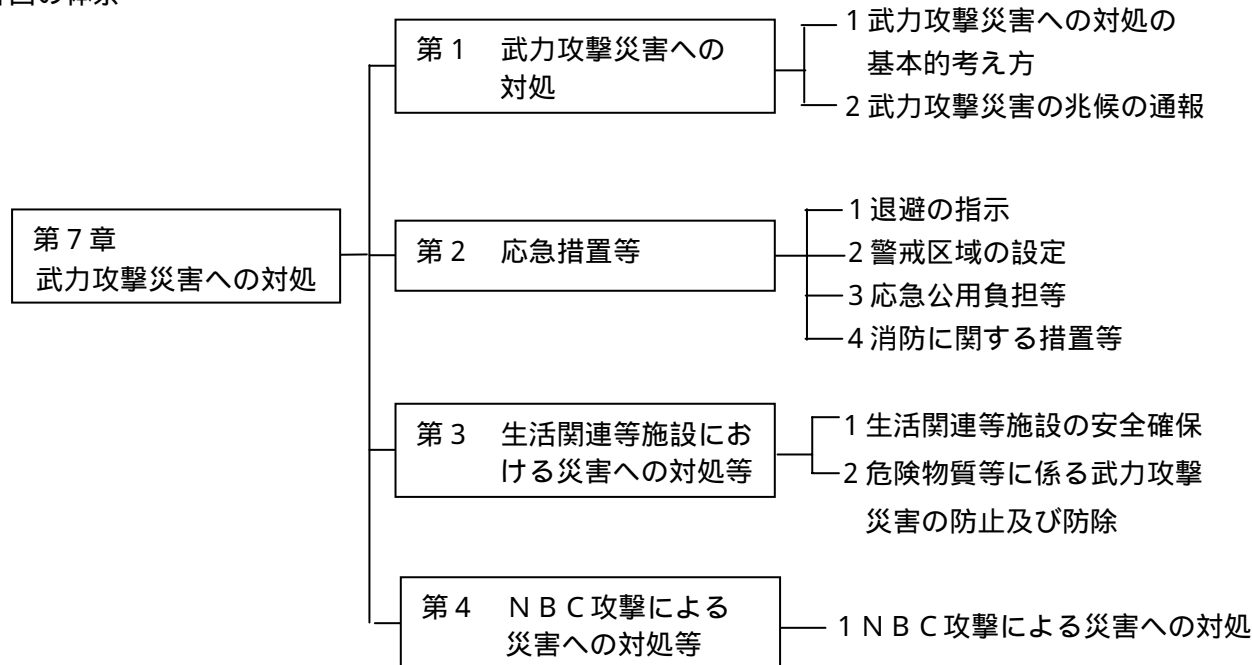 第７章
武力攻撃災害への対処
第１　武力攻撃災害への
対処
１武力攻撃災害への対処の
基本的考え方
２武力攻撃災害の兆候の通報
第２　応急措置等
１退避の指示
２警戒区域の設定
３応急公用負担等
４消防に関する措置等
第３　生活関連等施設にお
ける災害への対処等
１生活関連等施設の安全確保
２危険物質等に係る武力攻撃
災害の防止及び防除
第４　ＮＢＣ攻撃による
災害への対処等
１ＮＢＣ攻撃による災害への対処